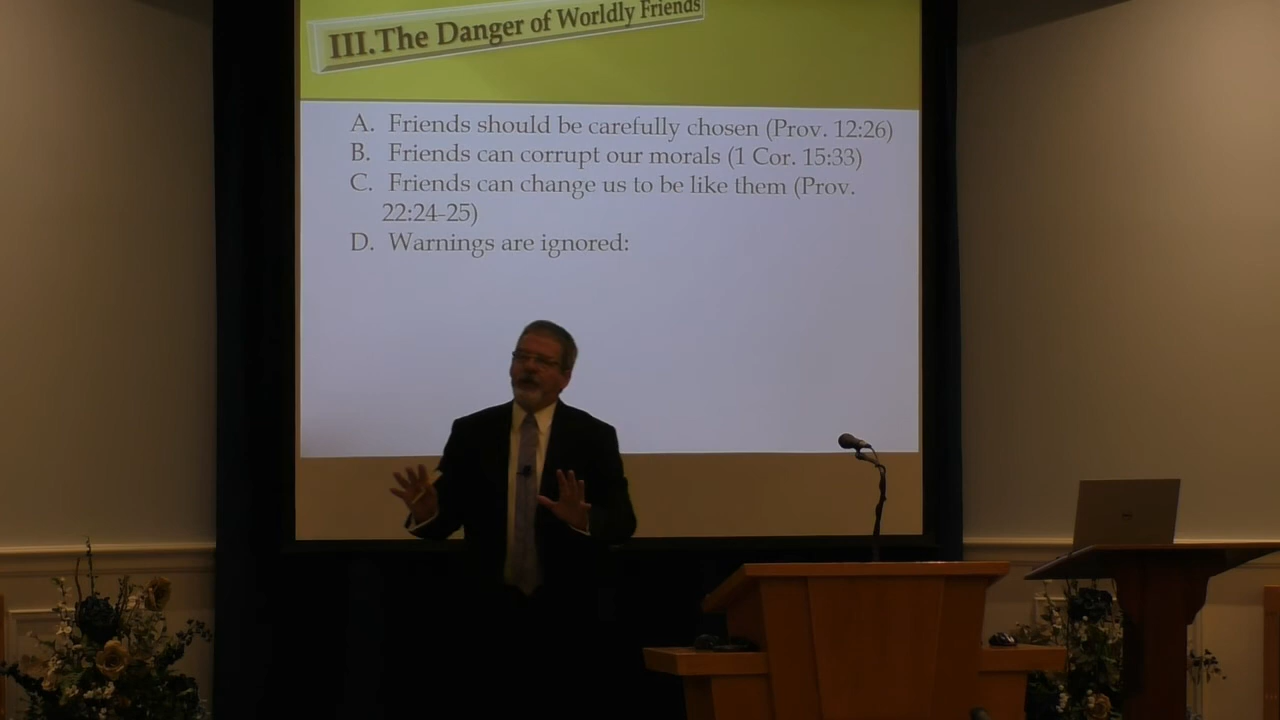 III.The Danger of Worldly Friends
A. Friends should be carefully chosen (Prov. 12:26)
B. Friends can corrupt our morals (1 Cor. 15:33)
C. Friends can change us to be like them (Prov.
22:24-25)
D. Warnings are ignored: